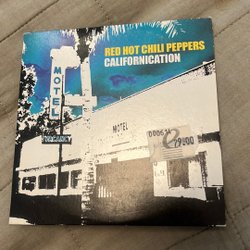 RED HOT CHILI PEPPERS
CALIFORNICATION
MOTEL
VACANCY
MOTEL